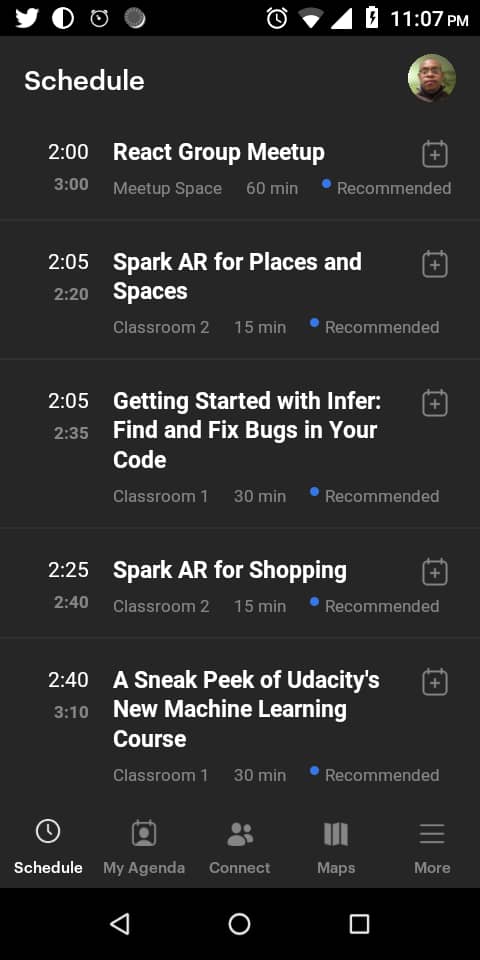 11:07 PM
Schedule
2:00 React Group Meetup
3:00 Meetup Space 60 min Recommended
2:05 Spark AR for Places and
2:20 Spaces
Classroom 2 15 min Recommended
2:05 Getting Started with Infer:
2:35 Find and Fix Bugs in Your
Code
Classroom 1 30 min Recommended
2:25 Spark AR for Shopping
2:40 Classroom 2 15 min Recommended
2:40 A Sneak Peek of Udacity's
3:10 New Machine Learning
Course
Classroom 1 30 min Recommended
Schedule My Agenda Connect Maps More